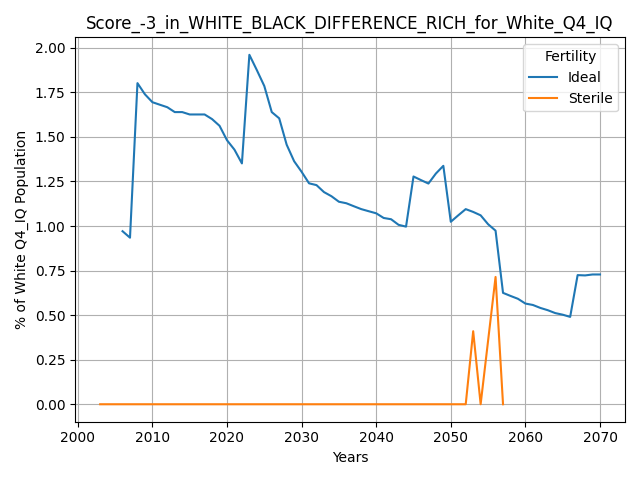 Score_-3_in_WHITE_BLACK_DIFFERENCE_RICH_for_White_Q4_IQ
Fertility
Ideal
Sterile
% of White Q4_IQ Population
2.00
1.75
1.50
1.25
1.00
0.75
0.50
0.25
0.00
2000 2010 2020 2030 2040 2050 2060 2070
Years